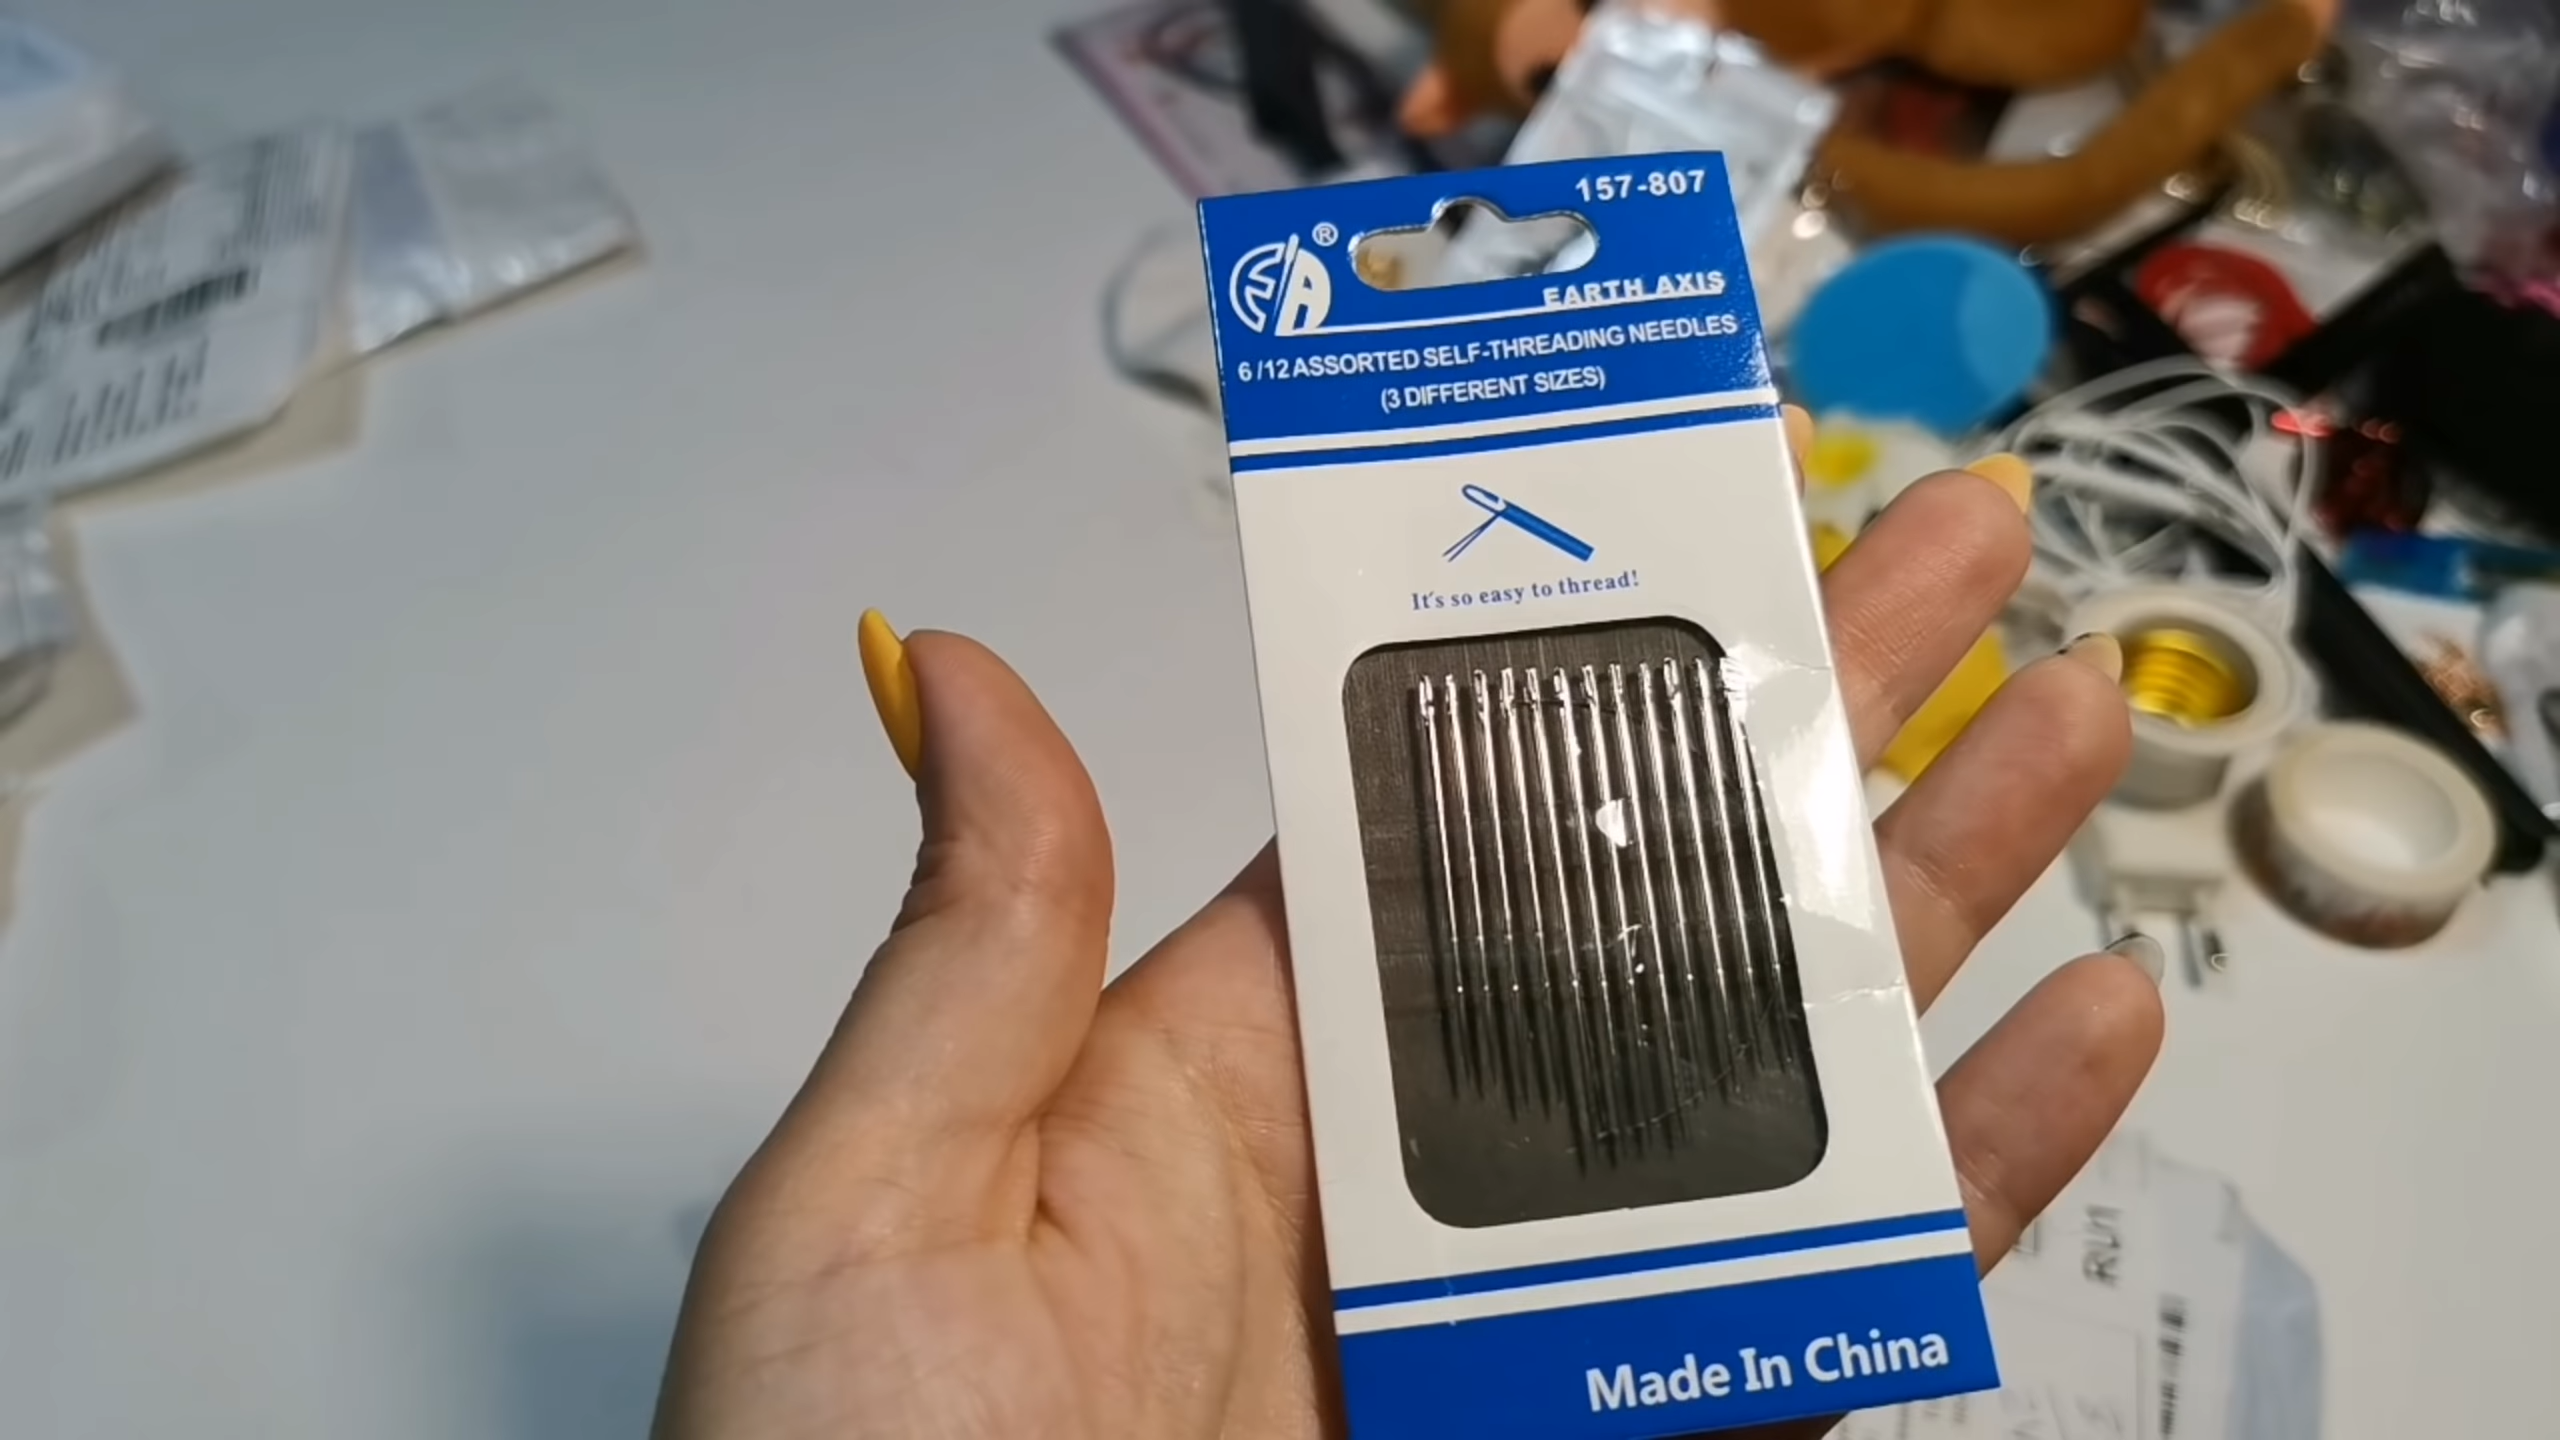 157-807
EA®
EARTH AXIS
6/12 ASSORTED SELF-THREADING NEEDLES
(3 DIFFERENT SIZES)
It's so easy to thread!
Made In China
RU1